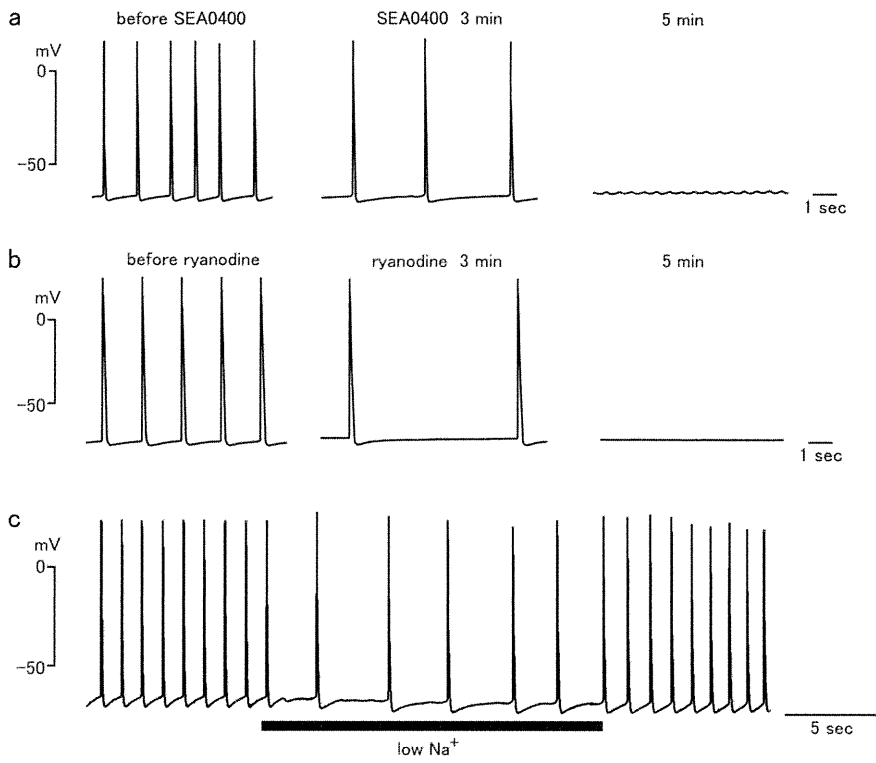 a
before SEA0400
SEA0400 3 min
5 min
mV
0
−50
1 sec
b
before ryanodine
ryanodine 3 min
5 min
mV
0
−50
1 sec
c
mV
0
−50
5 sec
low Na⁺